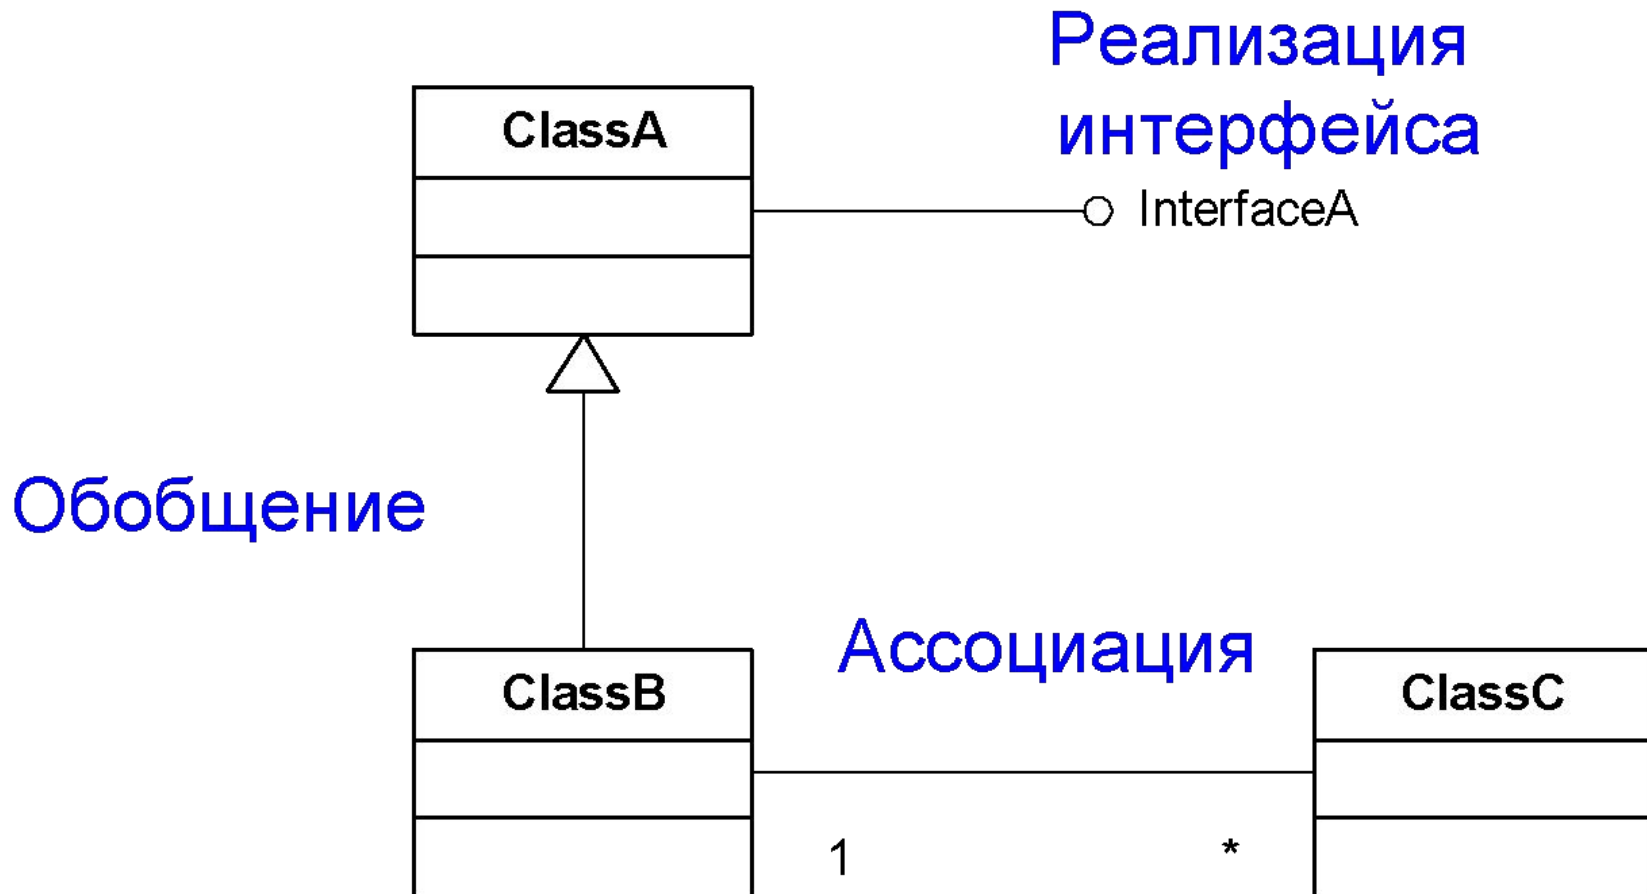 Реализация
интерфейса
ClassA
InterfaceA
Обобщение
Ассоциация
ClassB
ClassC
1
*